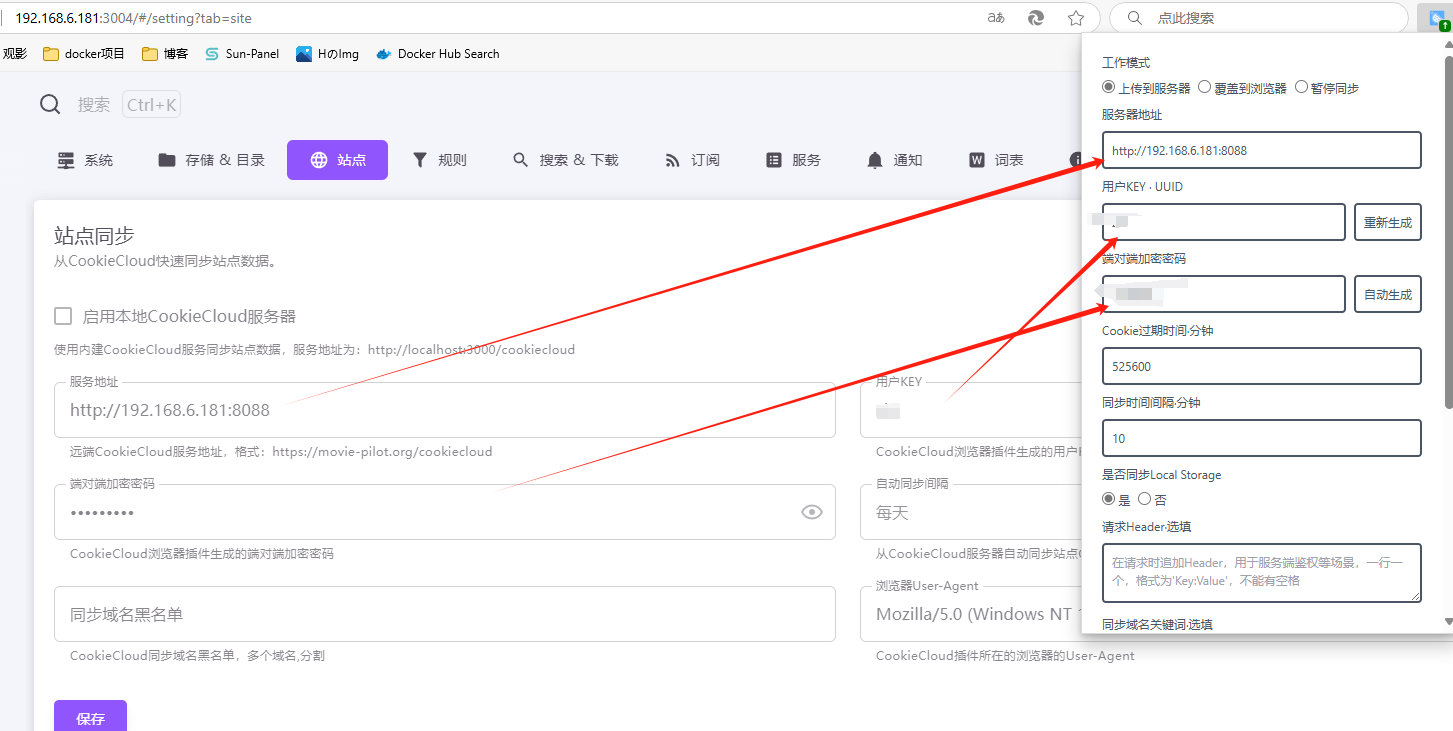 192.168.6.181:3004/#/setting?tab=site
aあ
点此搜索
观影
docker项目
博客
Sun-Panel
HのImg
Docker Hub Search
搜索
Ctrl+K
系统
存储 & 目录
站点
规则
搜索 & 下载
订阅
服务
通知
词表
站点同步
从CookieCloud快速同步站点数据。
启用本地CookieCloud服务器
使用内建CookieCloud服务同步站点数据，服务地址为：http://localhost:3000/cookiecloud
服务地址
http://192.168.6.181:8088
远端CookieCloud服务地址，格式：https://movie-pilot.org/cookiecloud
用户KEY
CookieCloud浏览器插件生成的用户
端对端加密密码
•••••••••
CookieCloud浏览器插件生成的端对端加密密码
自动同步间隔
每天
从CookieCloud服务器自动同步站点
同步域名黑名单
CookieCloud同步域名黑名单，多个域名,分割
浏览器User-Agent
Mozilla/5.0 (Windows NT
CookieCloud插件所在的浏览器的User-Agent
保存
工作模式
上传到服务器 覆盖到浏览器 暂停同步
服务器地址
http://192.168.6.181:8088
用户KEY · UUID
重新生成
端对端加密密码
自动生成
Cookie过期时间·分钟
525600
同步时间间隔·分钟
10
是否同步Local Storage
是 否
请求Header·选填
在请求时追加Header，用于服务端鉴权等场景，一行一
个，格式为'Key:Value'，不能有空格
同步域名关键词·选填